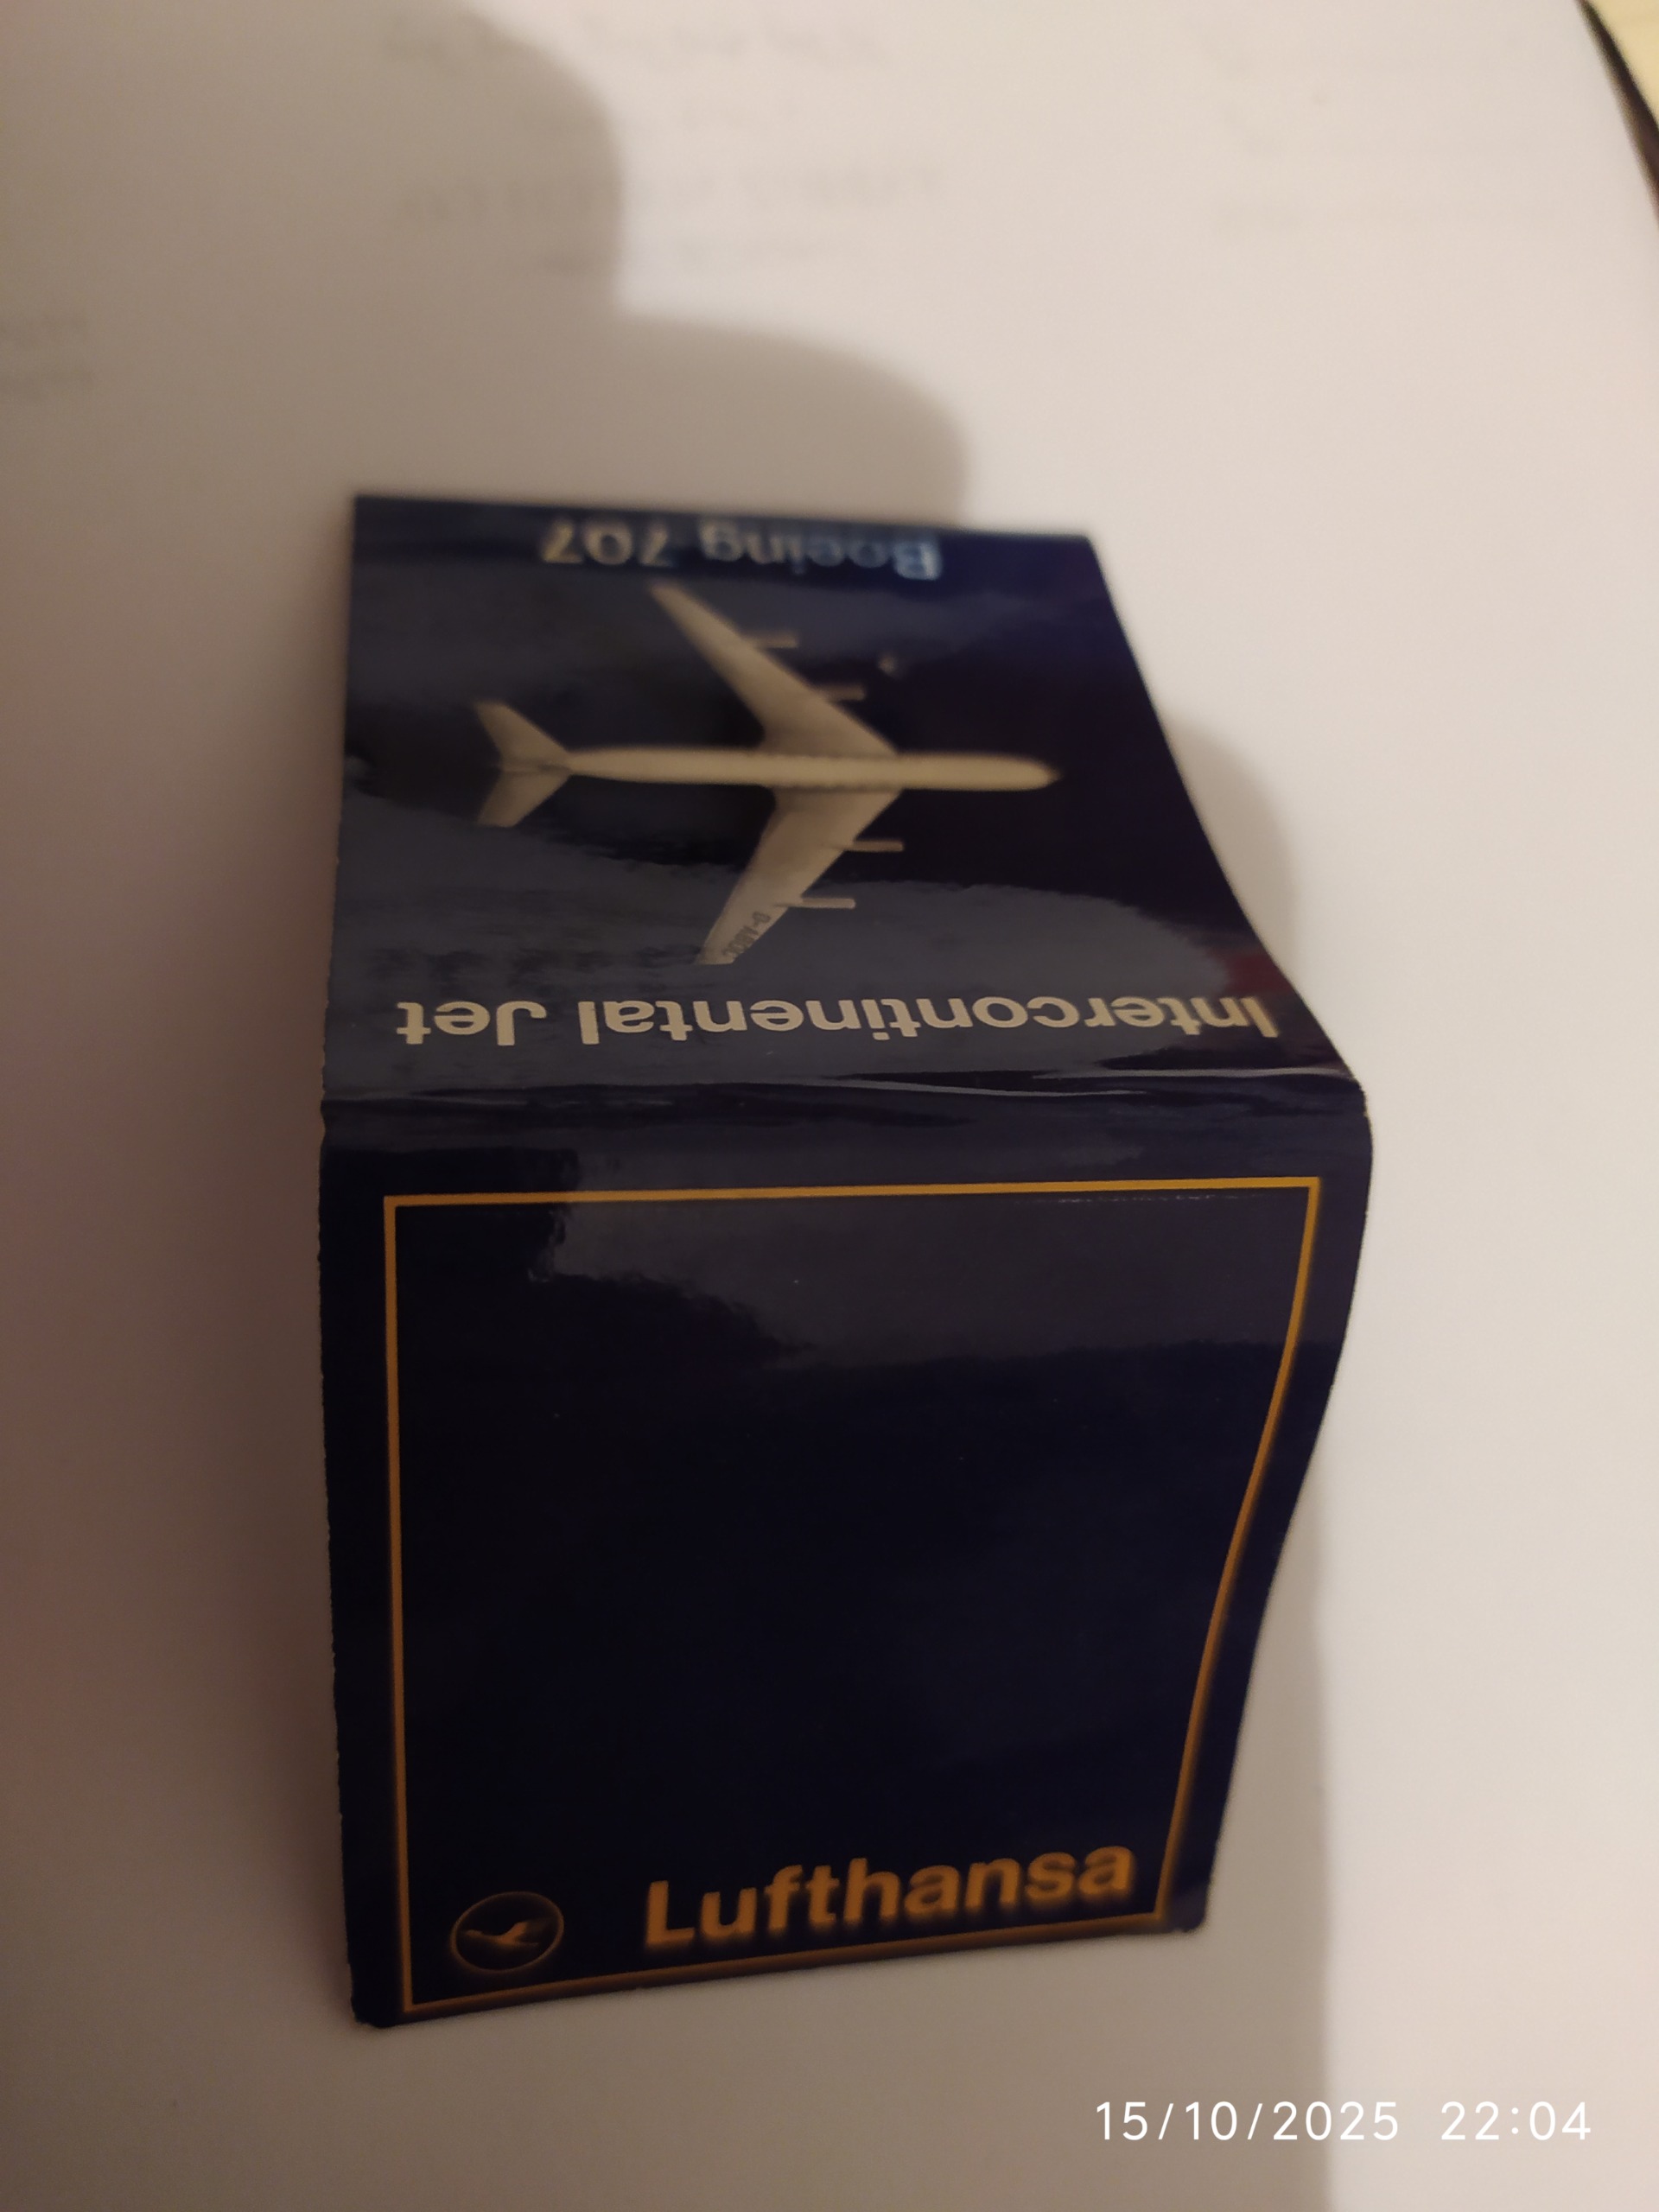 Boeing 707
Intercontinental Jet
Lufthansa
15/10/2025 22:04